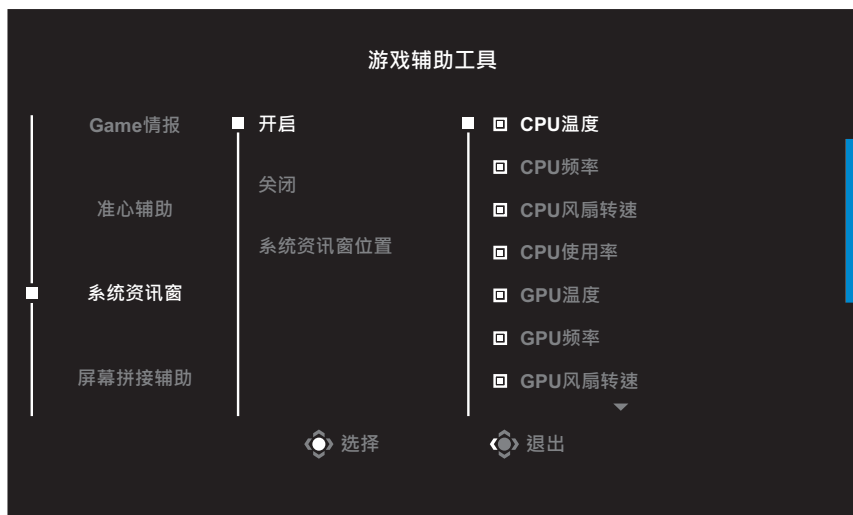 游戏辅助工具
Game情报
准心辅助
系统资讯窗
屏幕拼接辅助
开启
关闭
系统资讯窗位置
CPU温度
CPU频率
CPU风扇转速
CPU使用率
GPU温度
GPU频率
GPU风扇转速
选择
退出